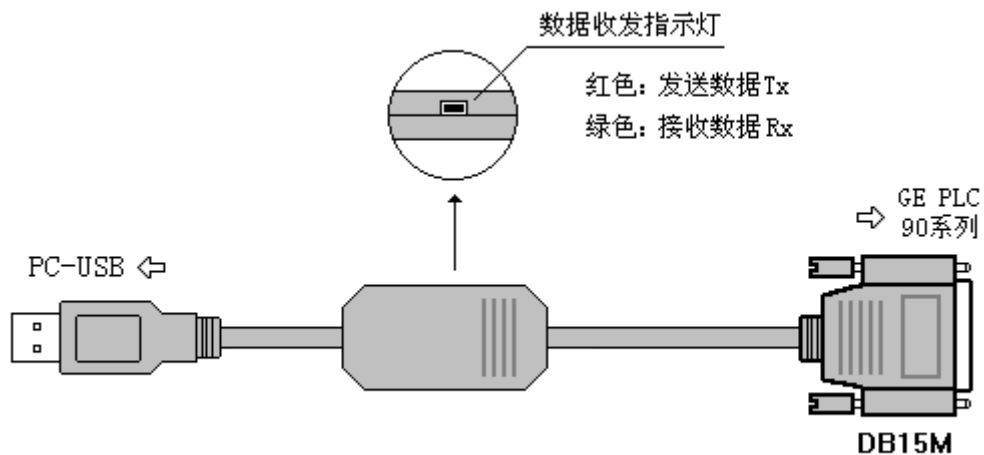 数据收发指示灯
红色：发送数据Tx
绿色：接收数据Rx
GE PLC
90系列
PC-USB
DB15M